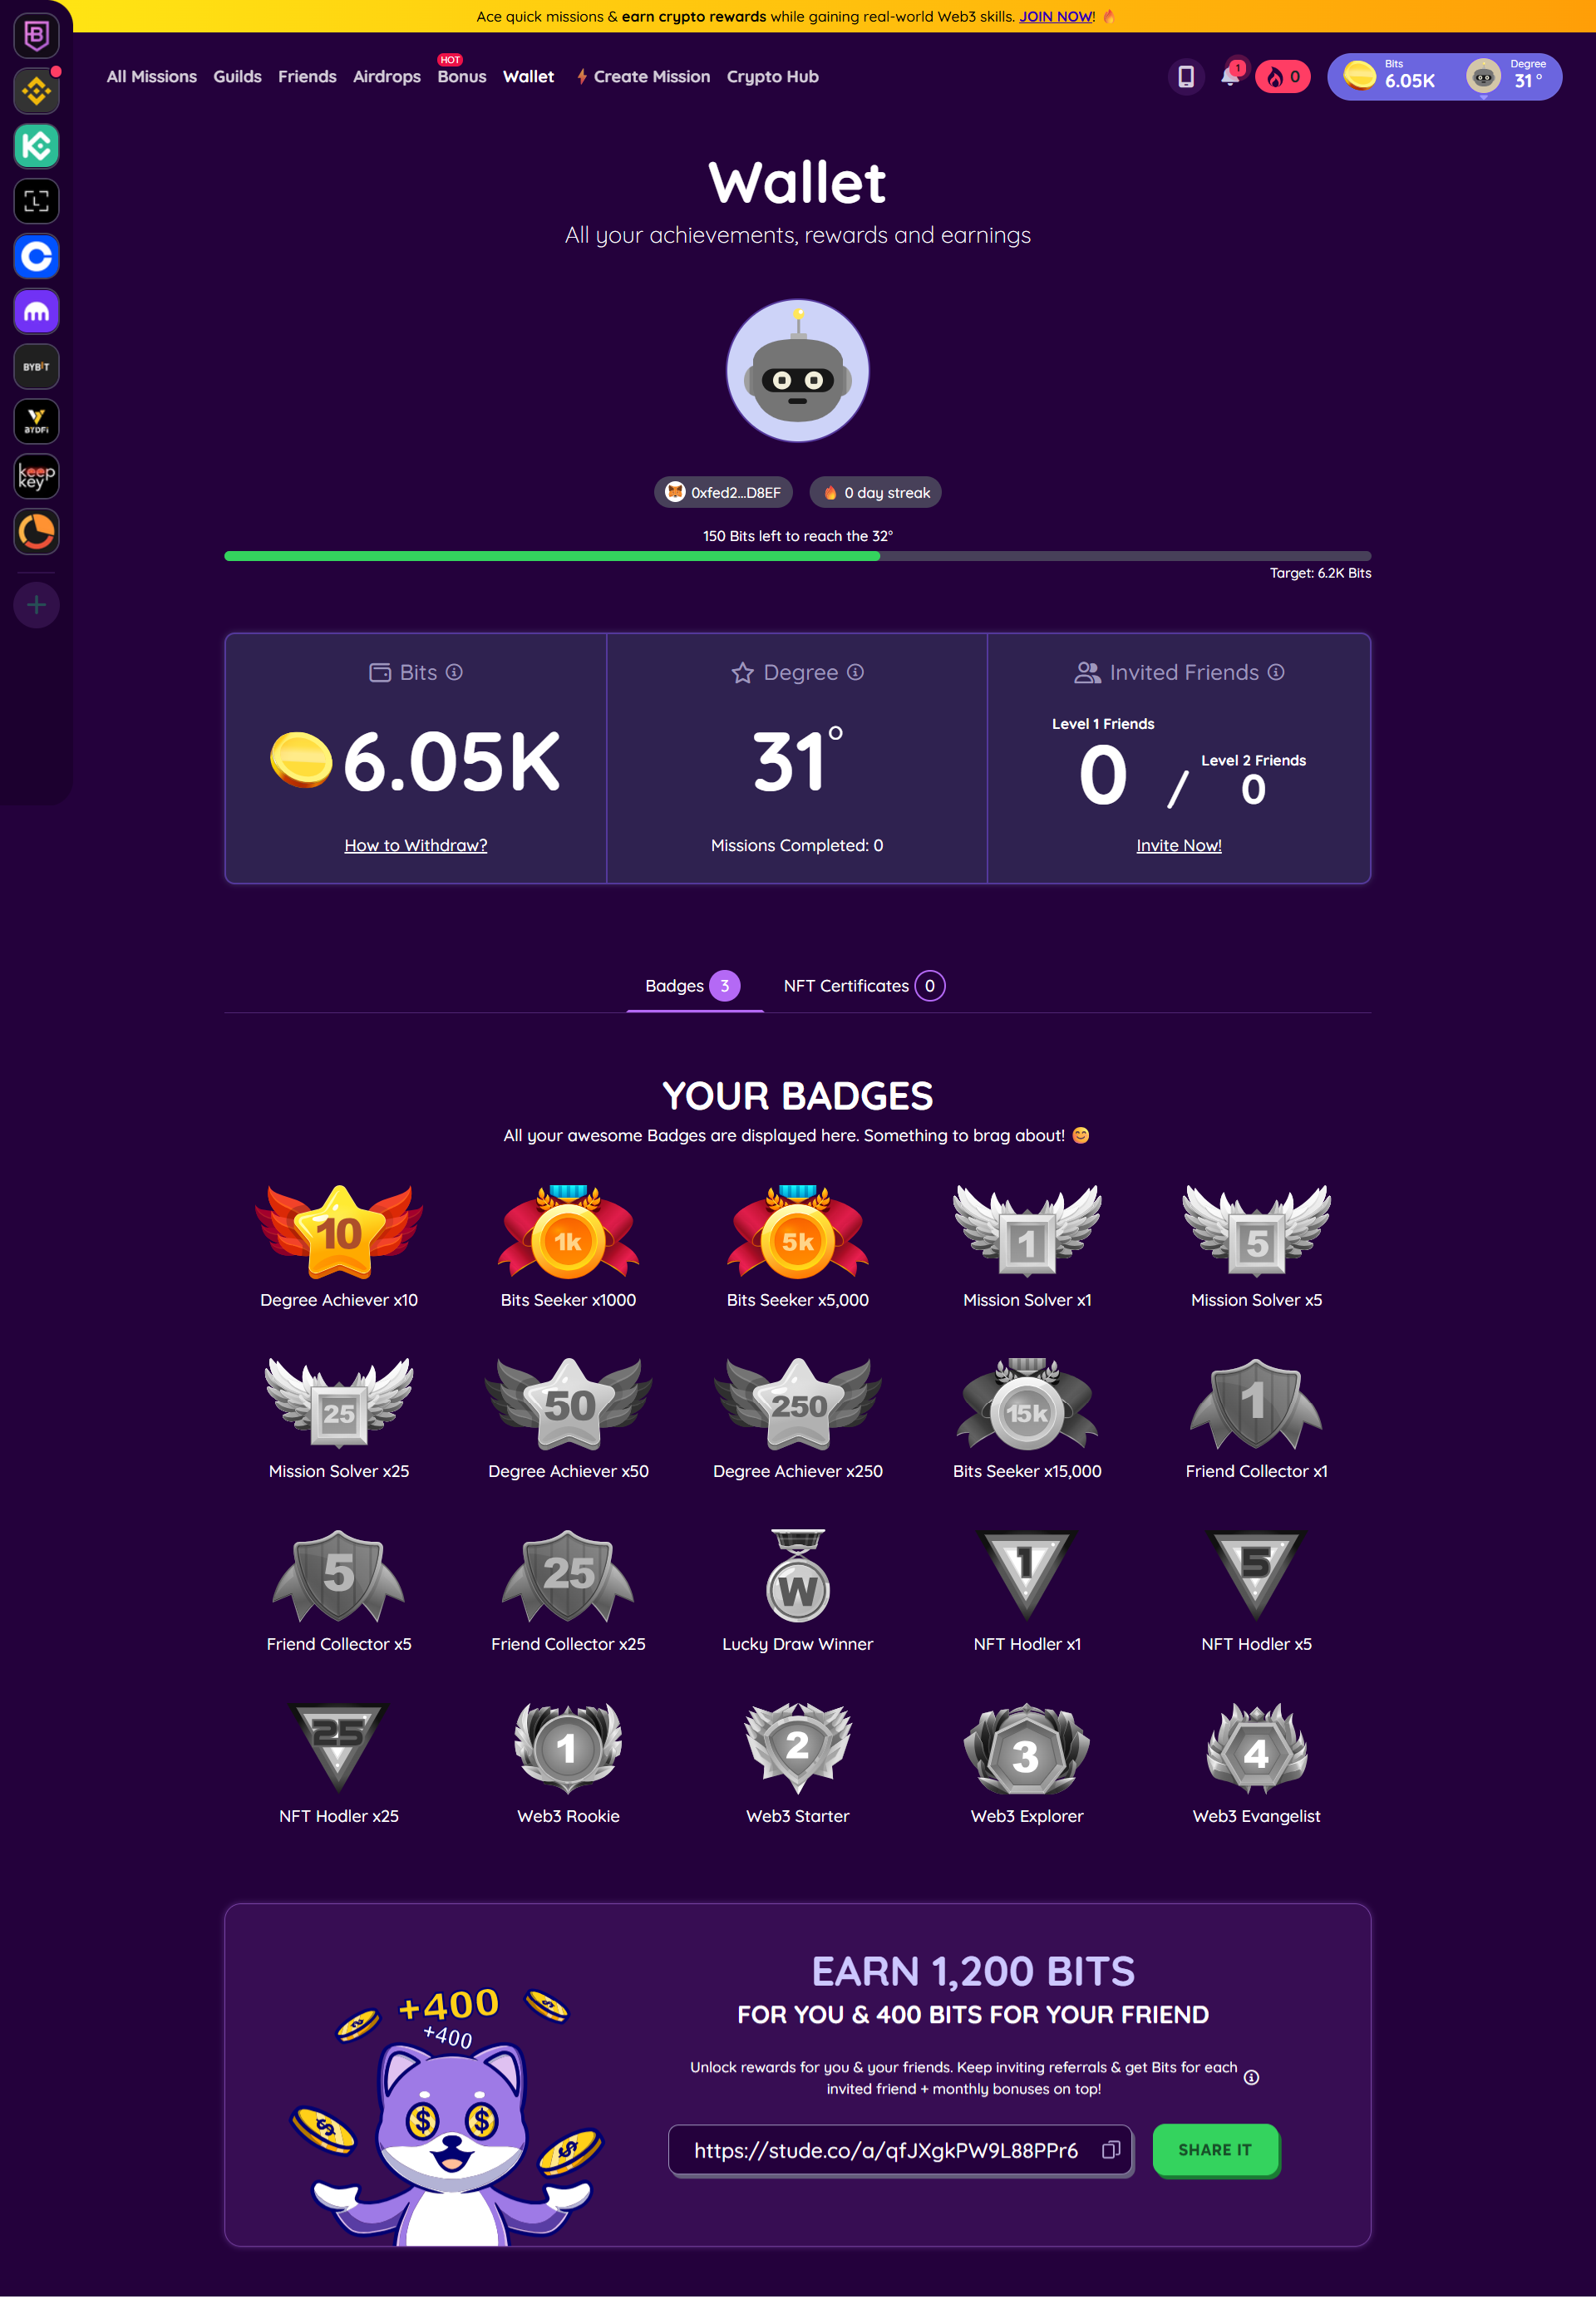 Ace quick missions & earn crypto rewards while gaining real-world Web3 skills. JOIN NOW!
All Missions Guilds Friends Airdrops HOT Bonus Wallet Create Mission Crypto Hub
1
0
Bits
6.05K
Degree
31°
BYBIT
BYDFi
keep
key
Wallet
All your achievements, rewards and earnings
0xfed2...D8EF
0 day streak
150 Bits left to reach the 32°
Target: 6.2K Bits
Bits
6.05K
How to Withdraw?
Degree
31°
Missions Completed: 0
Invited Friends
Level 1 Friends
0
/
Level 2 Friends
0
Invite Now!
Badges 3
NFT Certificates 0
YOUR BADGES
All your awesome Badges are displayed here. Something to brag about!
10
1k
5k
1
5
Degree Achiever x10
Bits Seeker x1000
Bits Seeker x5,000
Mission Solver x1
Mission Solver x5
25
50
250
15k
1
Mission Solver x25
Degree Achiever x50
Degree Achiever x250
Bits Seeker x15,000
Friend Collector x1
5
25
W
1
5
Friend Collector x5
Friend Collector x25
Lucky Draw Winner
NFT Hodler x1
NFT Hodler x5
25
1
2
3
4
NFT Hodler x25
Web3 Rookie
Web3 Starter
Web3 Explorer
Web3 Evangelist
+400
+400
$ $
EARN 1,200 BITS
FOR YOU & 400 BITS FOR YOUR FRIEND
Unlock rewards for you & your friends. Keep inviting referrals & get Bits for each
invited friend + monthly bonuses on top!
https://stude.co/a/qfJXgkPW9L88PPr6
SHARE IT